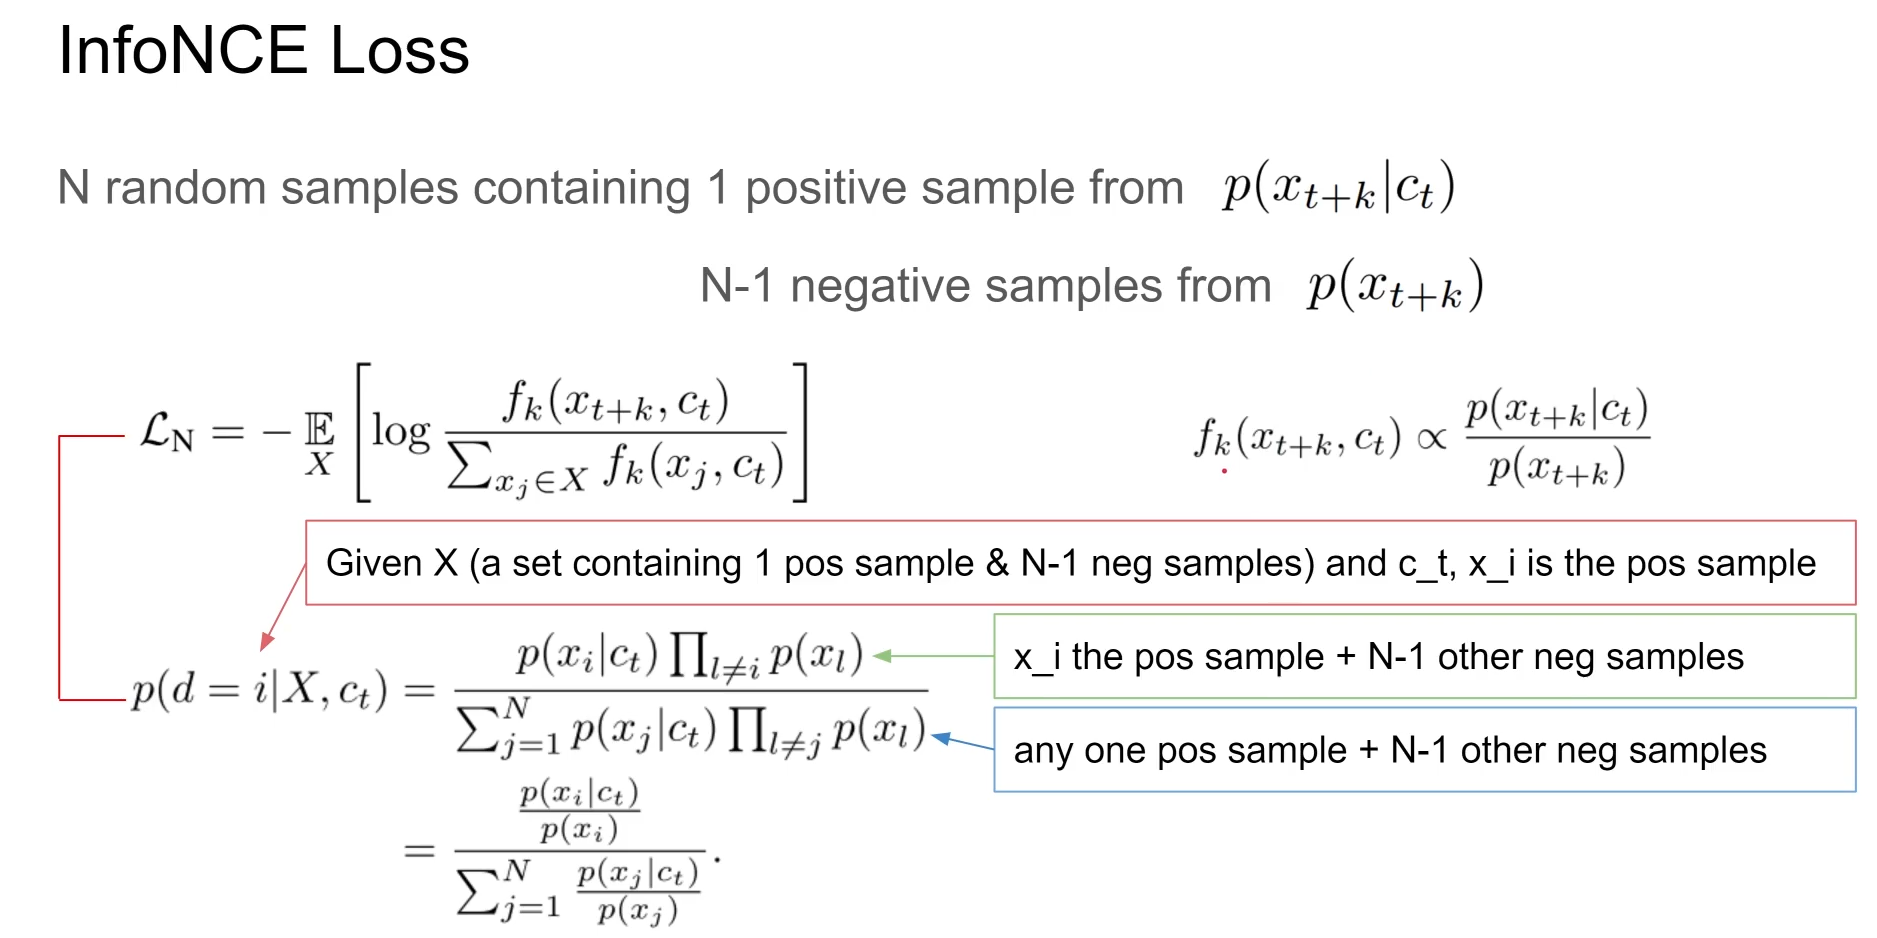 InfoNCE Loss
N random samples containing 1 positive sample from p(x_{t+k}|c_t)
N-1 negative samples from p(x_{t+k})
\mathcal{L}_N = - \mathbb{E}_X \left[ \log \frac{f_k(x_{t+k}, c_t)}{\sum_{x_j \in X} f_k(x_j, c_t)} \right]
f_k(x_{t+k}, c_t) \propto \frac{p(x_{t+k}|c_t)}{p(x_{t+k})}
Given X (a set containing 1 pos sample & N-1 neg samples) and c_t, x_i is the pos sample
p(d = i|X, c_t) = \frac{p(x_i|c_t) \prod_{l \neq i} p(x_l)}{\sum_{j=1}^{N} p(x_j|c_t) \prod_{l \neq j} p(x_l)}
x_i the pos sample + N-1 other neg samples
any one pos sample + N-1 other neg samples
= \frac{\frac{p(x_i|c_t)}{p(x_i)}}{\sum_{j=1}^{N} \frac{p(x_j|c_t)}{p(x_j)}}.